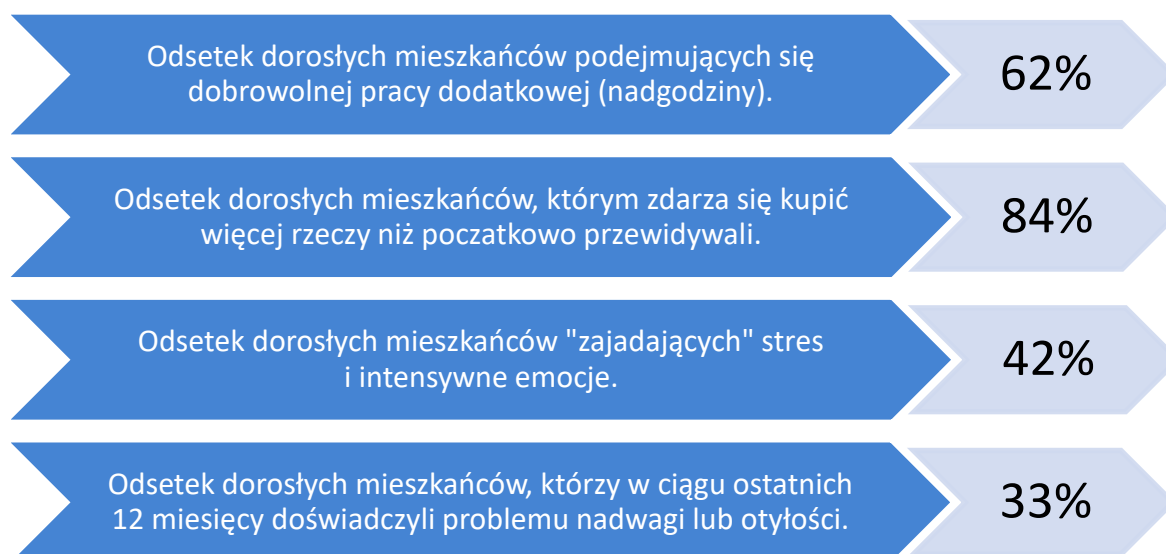 Odsetek dorosłych mieszkańców podejmujących się
dobrowolnej pracy dodatkowej (nadgodziny).
62%
Odsetek dorosłych mieszkańców, którym zdarza się kupić
więcej rzeczy niż poczatkowo przewidywali.
84%
Odsetek dorosłych mieszkańców "zajadających" stres
i intensywne emocje.
42%
Odsetek dorosłych mieszkańców, którzy w ciągu ostatnich
12 miesięcy doświadczyli problemu nadwagi lub otyłości.
33%